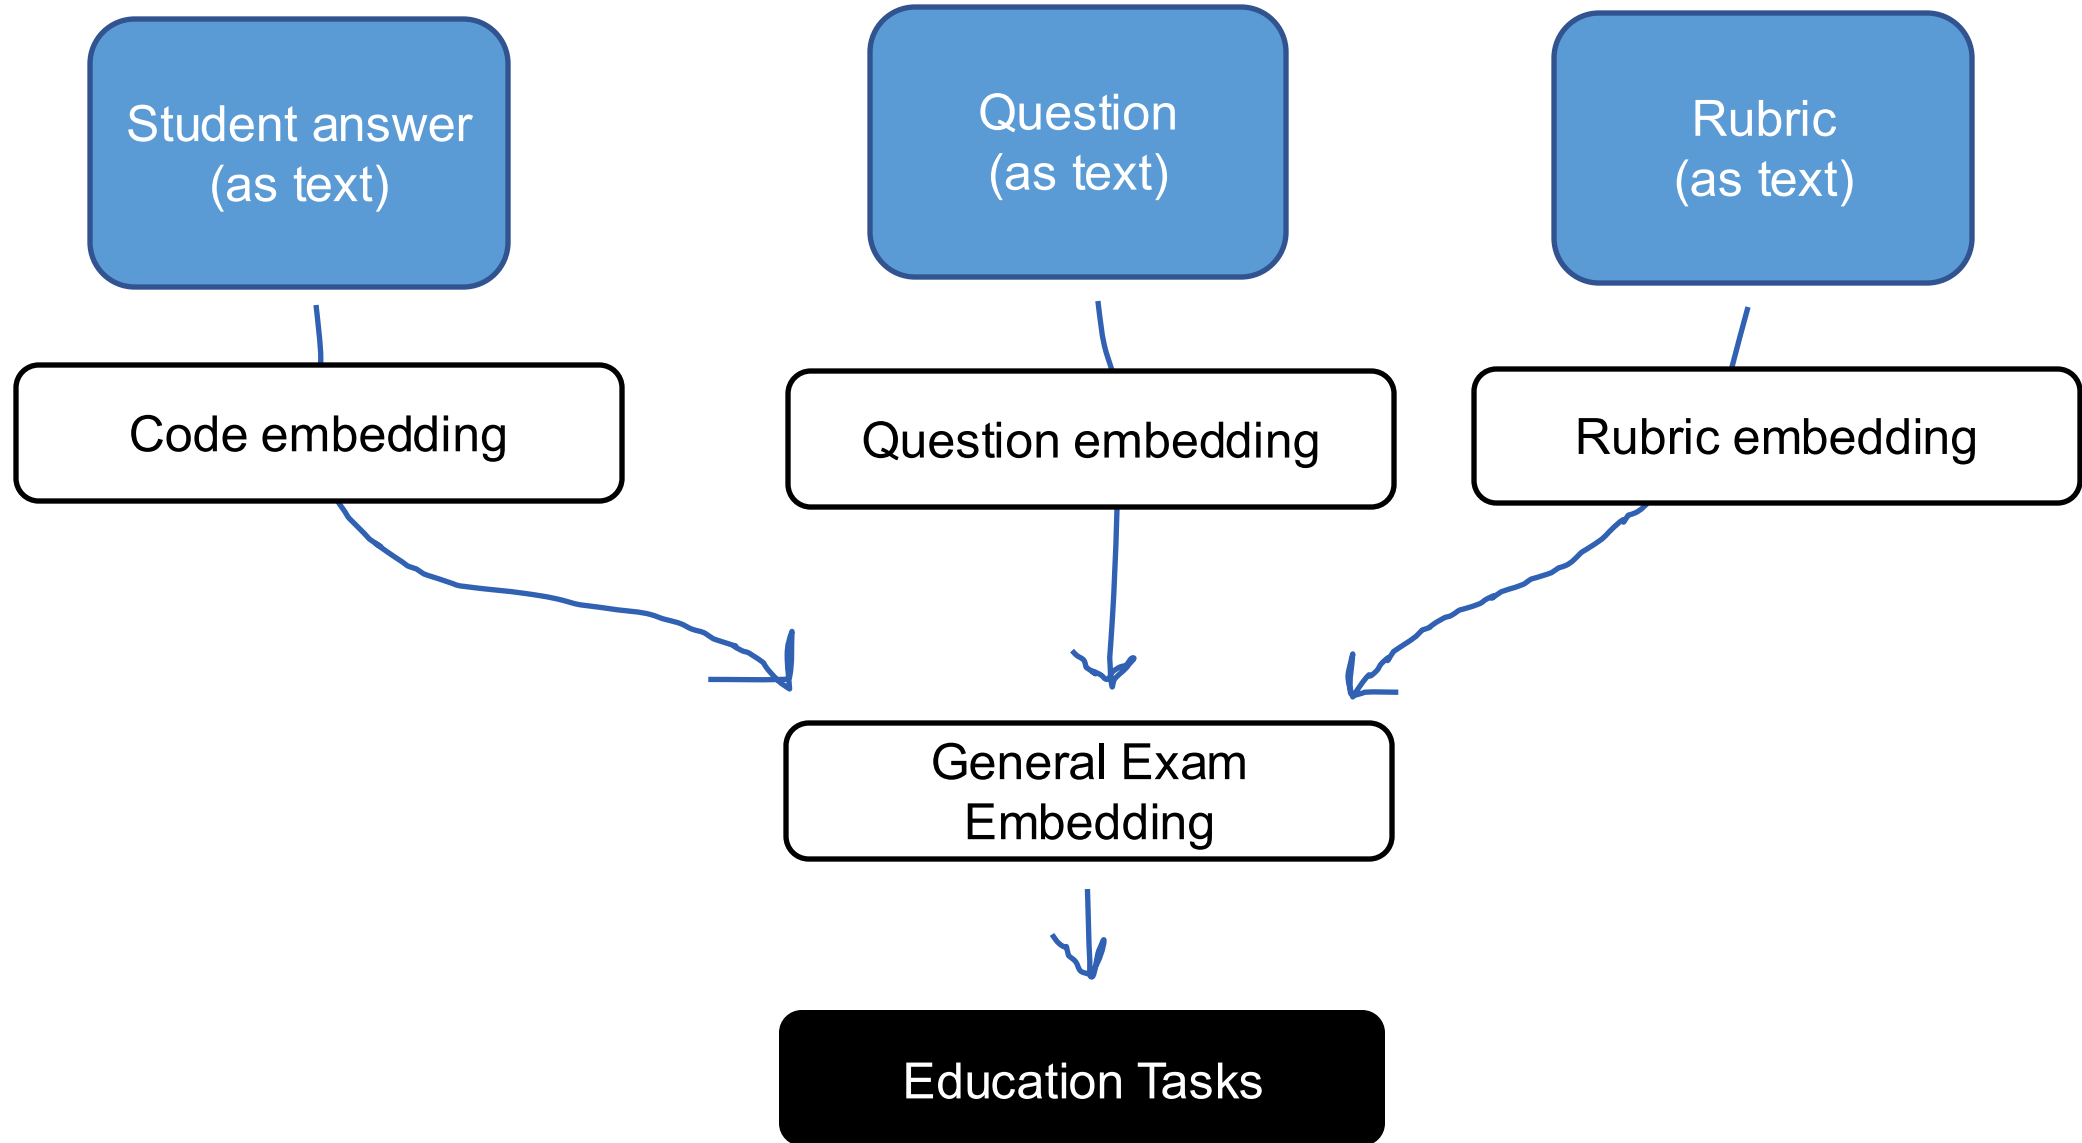 Student answer
(as text)
Question
(as text)
Rubric
(as text)
Code embedding
Question embedding
Rubric embedding
General Exam
Embedding
Education Tasks